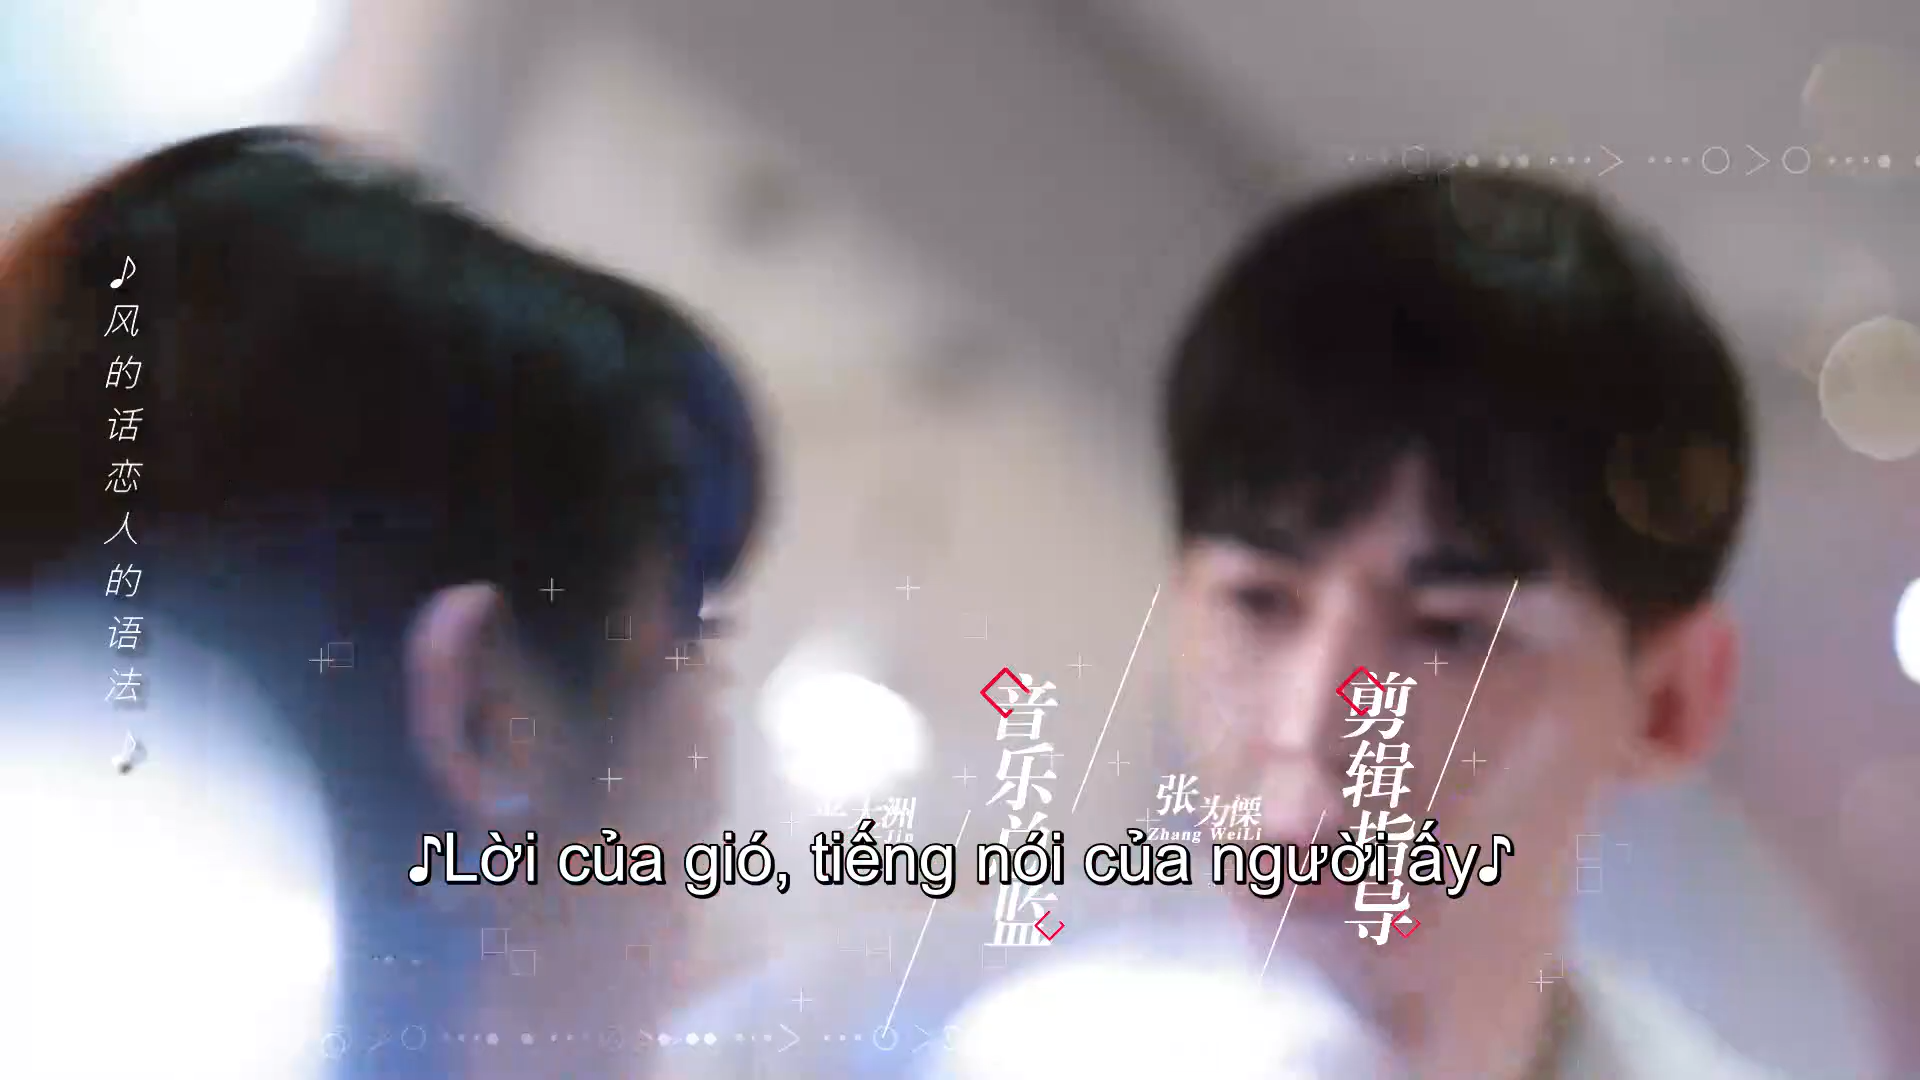 ♪风的话恋人的语法♪
音乐总监
剪辑指导
张为傈
Zhang WeiLi
♪Lời của gió, tiếng nói của người ấy♪